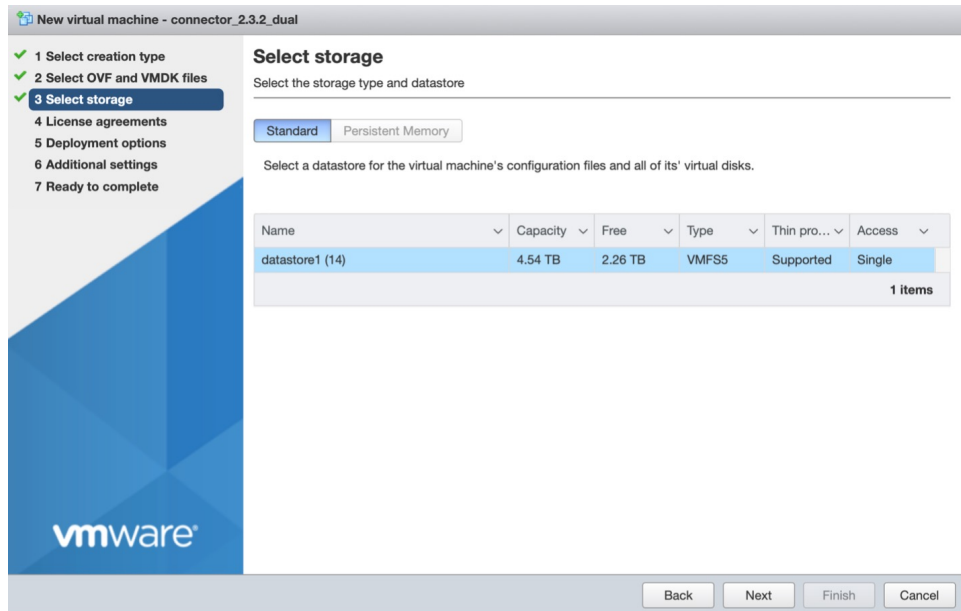 New virtual machine - connector_2.3.2_dual
1 Select creation type
2 Select OVF and VMDK files
3 Select storage
4 License agreements
5 Deployment options
6 Additional settings
7 Ready to complete
vmware®
Select storage
Select the storage type and datastore
Standard Persistent Memory
Select a datastore for the virtual machine's configuration files and all of its' virtual disks.
Name Capacity Free Type Thin pro... Access
datastore1 (14) 4.54 TB 2.26 TB VMFS5 Supported Single
1 items
Back Next Finish Cancel